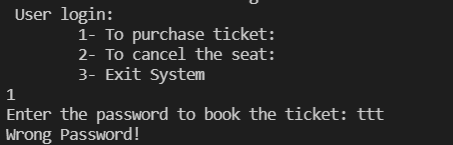 User login:
1- To purchase ticket:
2- To cancel the seat:
3- Exit System
1
Enter the password to book the ticket: ttt
Wrong Password!